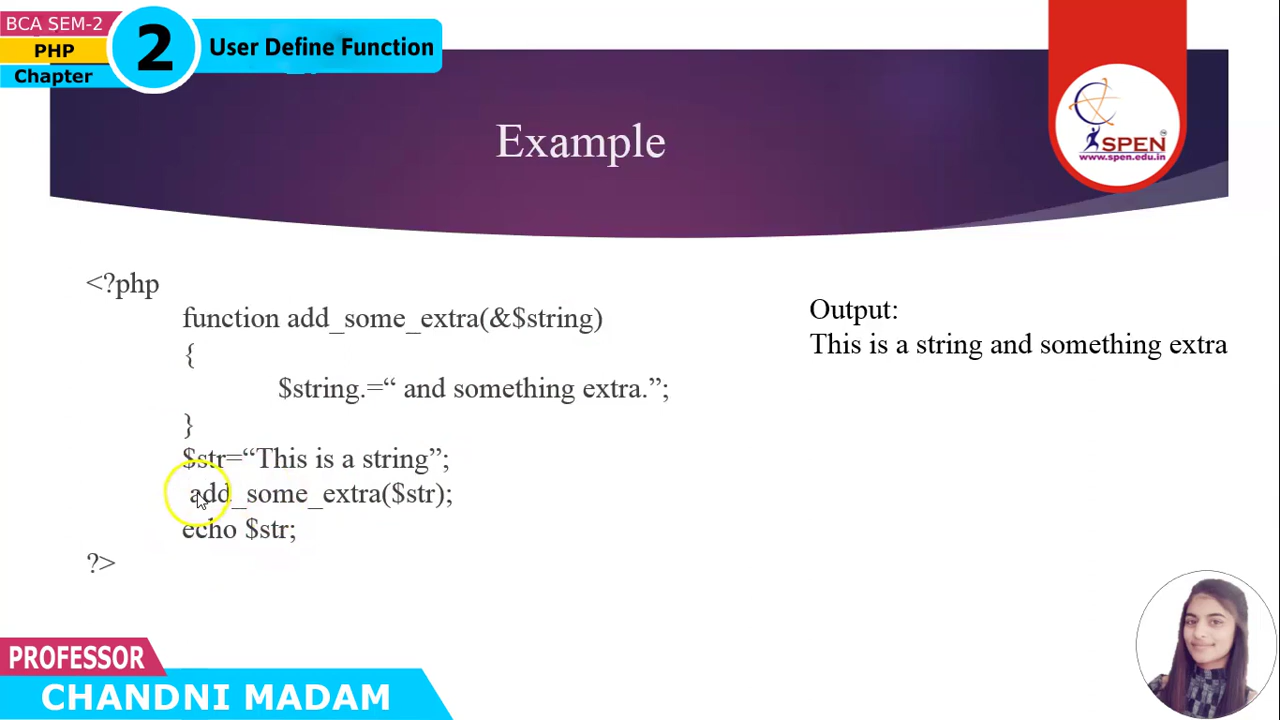 BCA SEM-2
PHP
Chapter
2
User Define Function
Example
SPEN
TM
www.spen.edu.in
<?php
function add_some_extra(&$string)
{
$string.=“ and something extra.”;
}
$str=“This is a string”;
add_some_extra($str);
echo $str;
?>
Output:
This is a string and something extra
PROFESSOR
CHANDNI MADAM